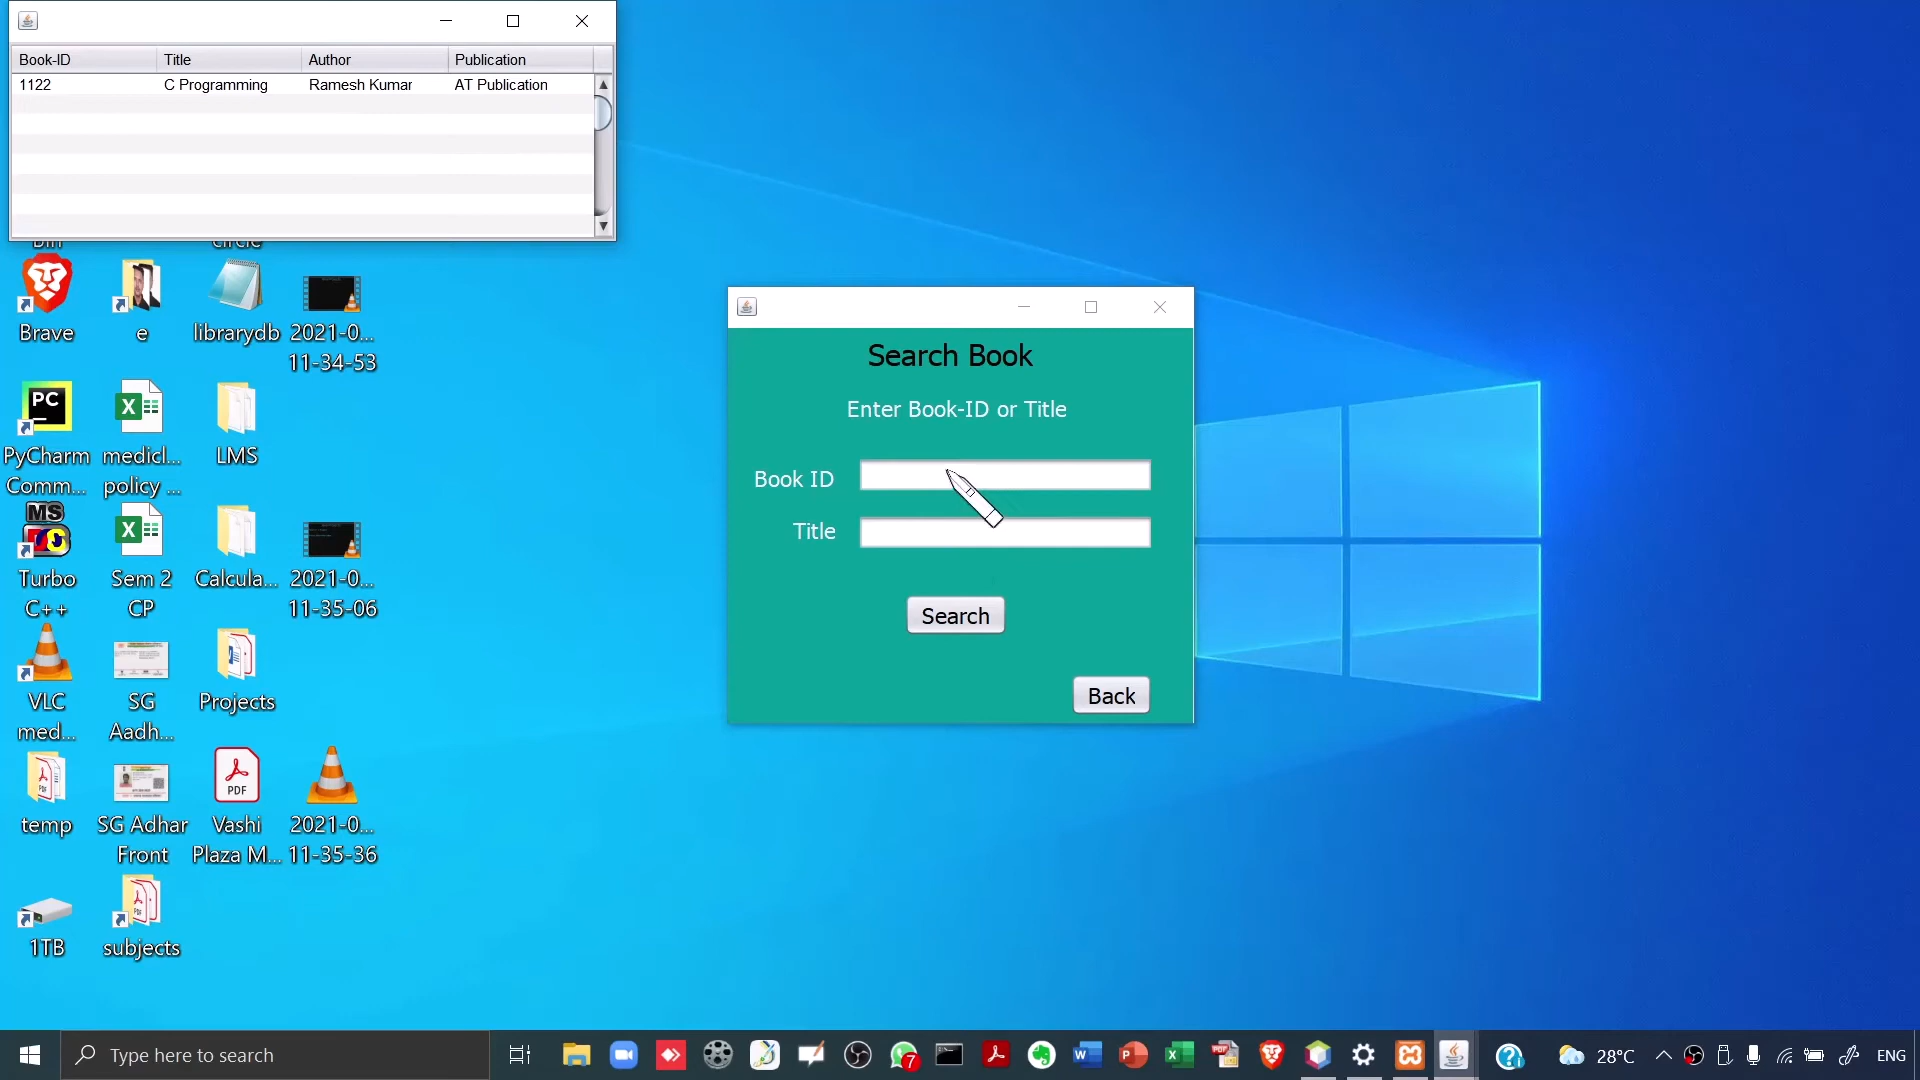 Book-ID Title Author Publication
1122 C Programming Ramesh Kumar AT Publication
Search Book
Enter Book-ID or Title
Book ID
Title
Search
Back
Brave
e
librarydb
2021-0...
11-34-53
PyCharm
Comm...
medicl...
policy ...
LMS
Turbo
C++
Sem 2
CP
Calcula...
2021-0...
11-35-06
VLC
med...
SG
Aadh...
Projects
temp
SG Adhar
Front
Vashi
Plaza M...
2021-0...
11-35-36
1TB
subjects
Type here to search
7
28°C
ENG